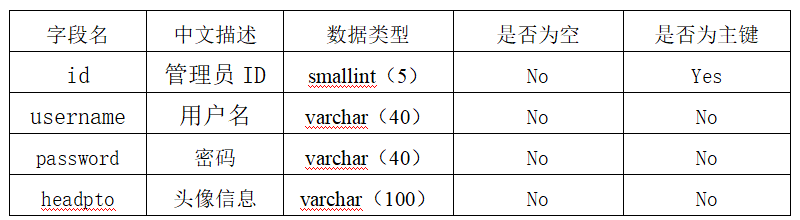 字段名 中文描述 数据类型 是否为空 是否为主键
id 管理员 ID smallint（5） No Yes
username 用户名 varchar（40） No No
password 密码 varchar（40） No No
headpto 头像信息 varchar（100） No No